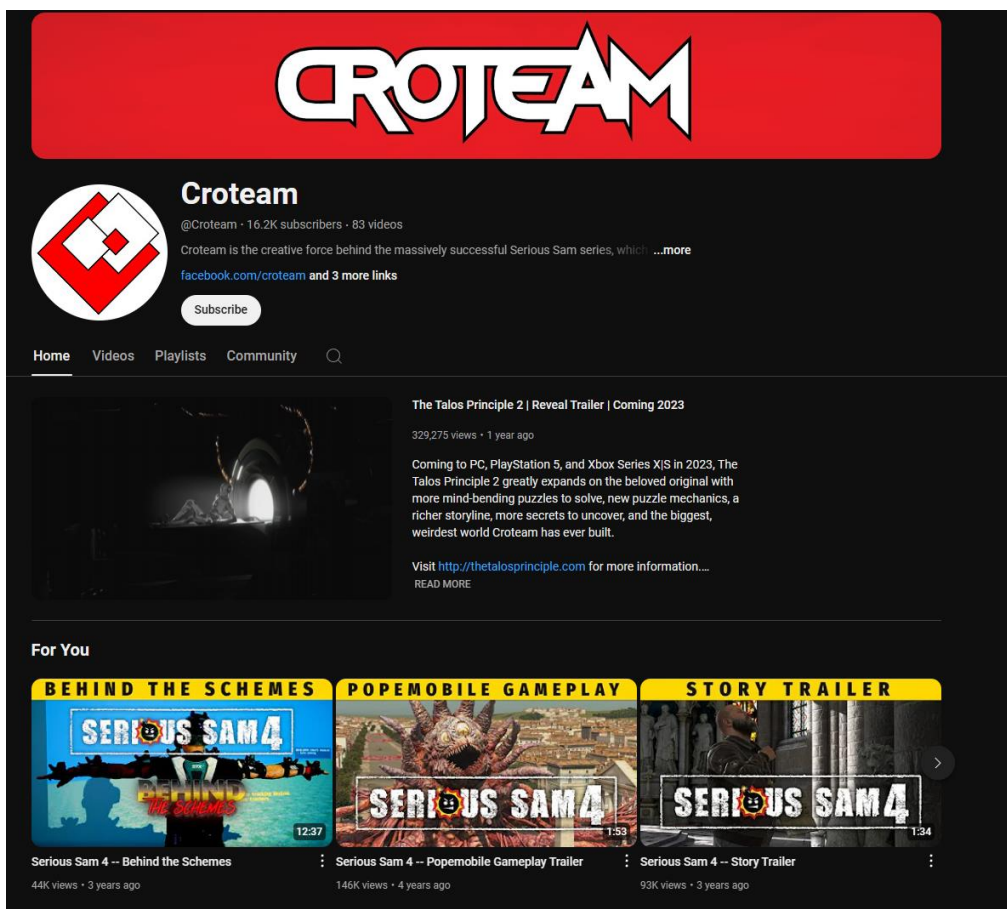 CROTEAM
Croteam
@Croteam · 16.2K subscribers · 83 videos
Croteam is the creative force behind the massively successful Serious Sam series, which ...more
facebook.com/croteam and 3 more links
Subscribe
Home Videos Playlists Community
The Talos Principle 2 | Reveal Trailer | Coming 2023
329,275 views • 1 year ago
Coming to PC, PlayStation 5, and Xbox Series X|S in 2023, The
Talos Principle 2 greatly expands on the beloved original with
more mind-bending puzzles to solve, new puzzle mechanics, a
richer storyline, more secrets to uncover, and the biggest,
weirdest world Croteam has ever built.
Visit http://thetalosprinciple.com for more information....
READ MORE
For You
BEHIND THE SCHEMES
SERIOUS SAM 4
BEHIND
THE SCHEMES
12:37
Serious Sam 4 -- Behind the Schemes
44K views • 3 years ago
POPEMOBILE GAMEPLAY
SERIOUS SAM 4
1:53
Serious Sam 4 -- Popemobile Gameplay Trailer
146K views • 4 years ago
STORY TRAILER
SERIOUS SAM 4
1:34
Serious Sam 4 -- Story Trailer
93K views • 3 years ago